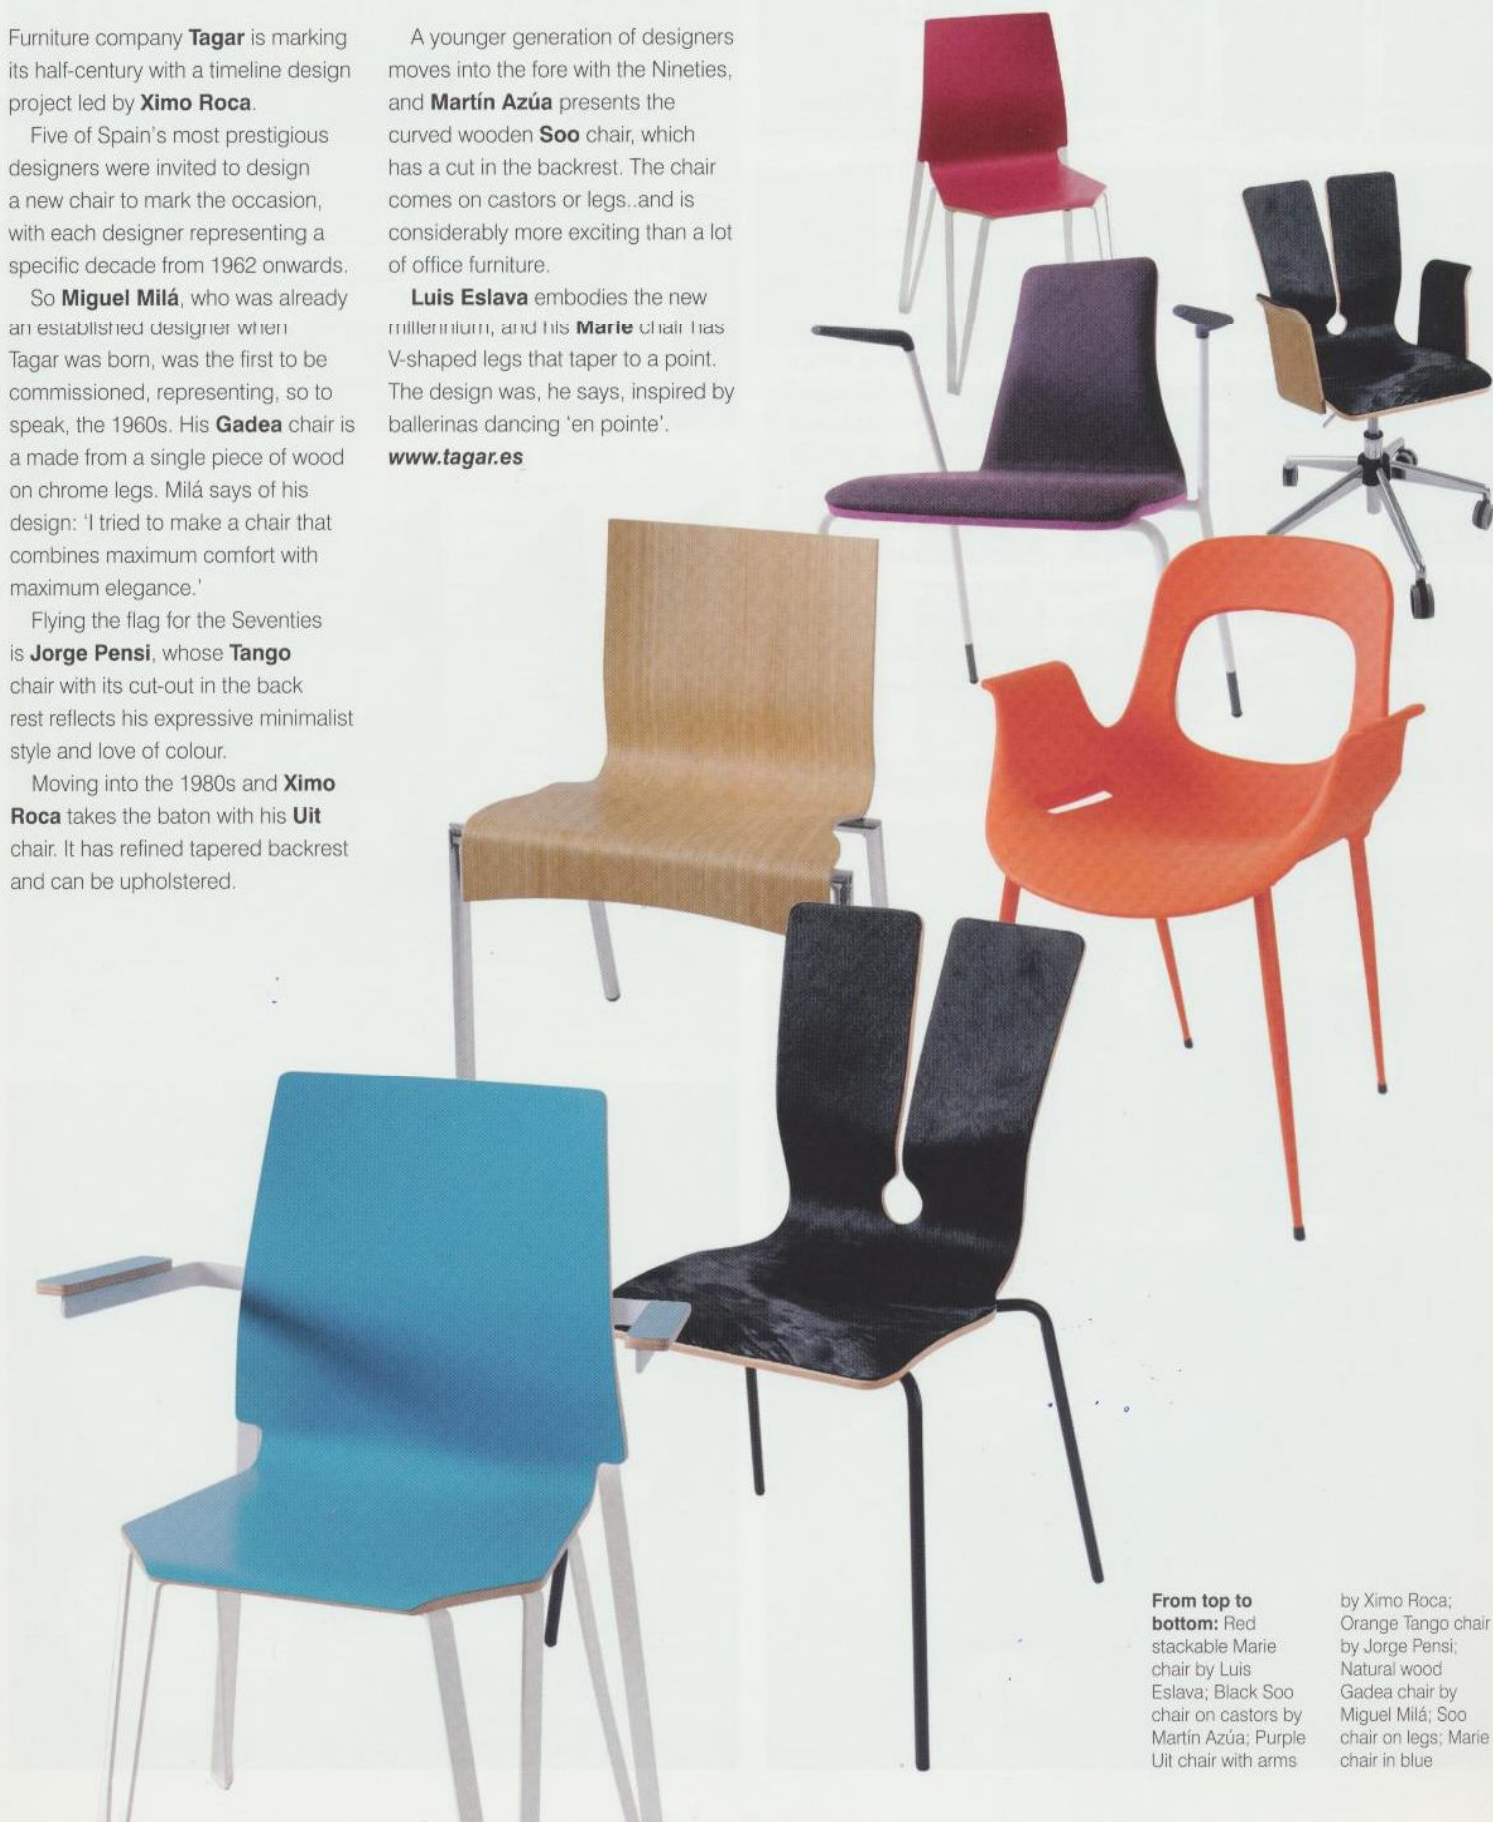 Furniture company Tagar is marking
its half-century with a timeline design
project led by Ximo Roca.
Five of Spain's most prestigious
designers were invited to design
a new chair to mark the occasion,
with each designer representing a
specific decade from 1962 onwards.
So Miguel Milá, who was already
an established designer when
Tagar was born, was the first to be
commissioned, representing, so to
speak, the 1960s. His Gadea chair is
a made from a single piece of wood
on chrome legs. Milá says of his
design: 'I tried to make a chair that
combines maximum comfort with
maximum elegance.'
Flying the flag for the Seventies
is Jorge Pensi, whose Tango
chair with its cut-out in the back
rest reflects his expressive minimalist
style and love of colour.
Moving into the 1980s and Ximo
Roca takes the baton with his Uit
chair. It has refined tapered backrest
and can be upholstered.
A younger generation of designers
moves into the fore with the Nineties,
and Martín Azúa presents the
curved wooden Soo chair, which
has a cut in the backrest. The chair
comes on castors or legs..and is
considerably more exciting than a lot
of office furniture.
Luis Eslava embodies the new
millennium, and his Marie chair has
V-shaped legs that taper to a point.
The design was, he says, inspired by
ballerinas dancing 'en pointe'.
www.tagar.es
From top to
bottom: Red
stackable Marie
chair by Luis
Eslava; Black Soo
chair on castors by
Martín Azúa; Purple
Uit chair with arms
by Ximo Roca;
Orange Tango chair
by Jorge Pensi;
Natural wood
Gadea chair by
Miguel Milá; Soo
chair on legs; Marie
chair in blue